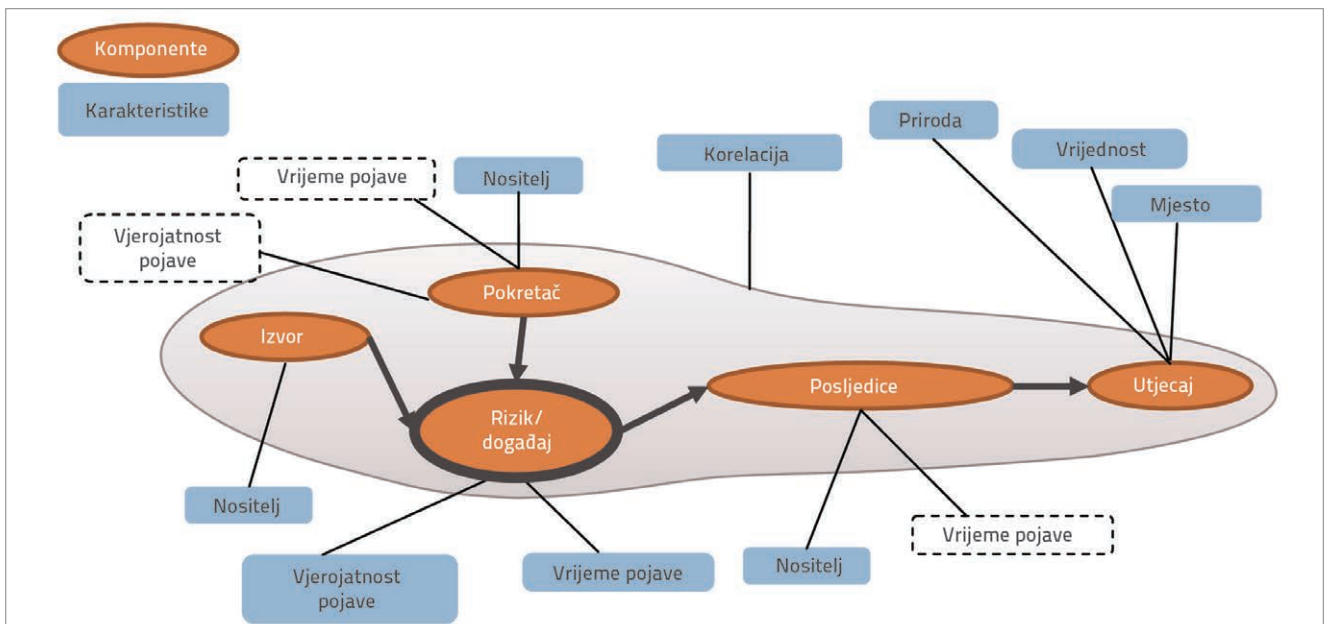 Komponente
Karakteristike
Priroda
Vrijednost
Korelacija
Vrijeme pojave
Nositelj
Mjesto
Vjerojatnost
pojave
Pokretač
Izvor
Posljedice
Utjecaj
Rizik/
događaj
Nositelj
Vrijeme pojave
Vjerojatnost
pojave
Vrijeme pojave
Nositelj